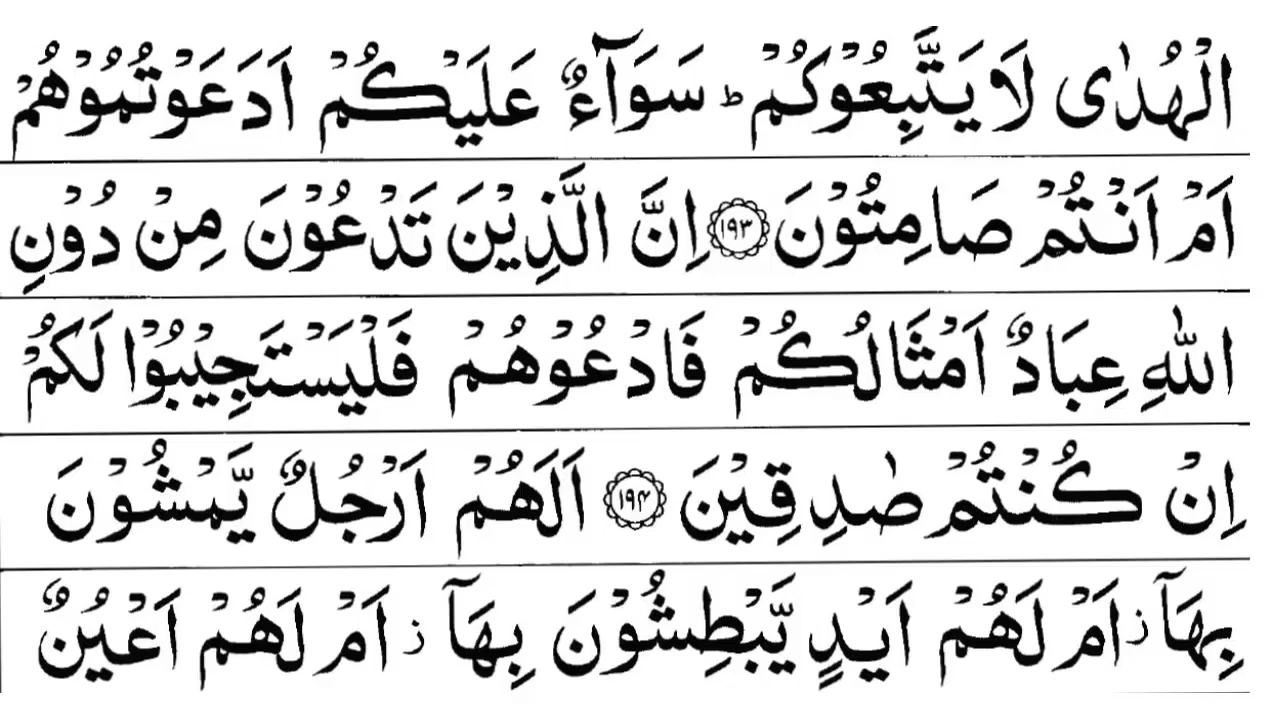 الْهُدٰى لَا يَتَّبِعُوْكُمْ ؕ سَوَآءٌ عَلَيْكُمْ اَدَعَوْتُمُوْهُمْ
اَمْ اَنْتُمْ صَامِتُوْنَ ۝۱۹۳ اِنَّ الَّذِيْنَ تَدْعُوْنَ مِنْ دُوْنِ
اللّٰهِ عِبَادٌ اَمْثَالُكُمْ فَادْعُوْهُمْ فَلْيَسْتَجِيْبُوْا لَكُمْ
اِنْ كُنْتُمْ صٰدِقِيْنَ ۝۱۹۴ اَلَهُمْ اَرْجُلٌ يَّمْشُوْنَ
بِهَآ ؗ اَمْ لَهُمْ اَيْدٍ يَّبْطِشُوْنَ بِهَآ ؗ اَمْ لَهُمْ اَعْيُنٌ